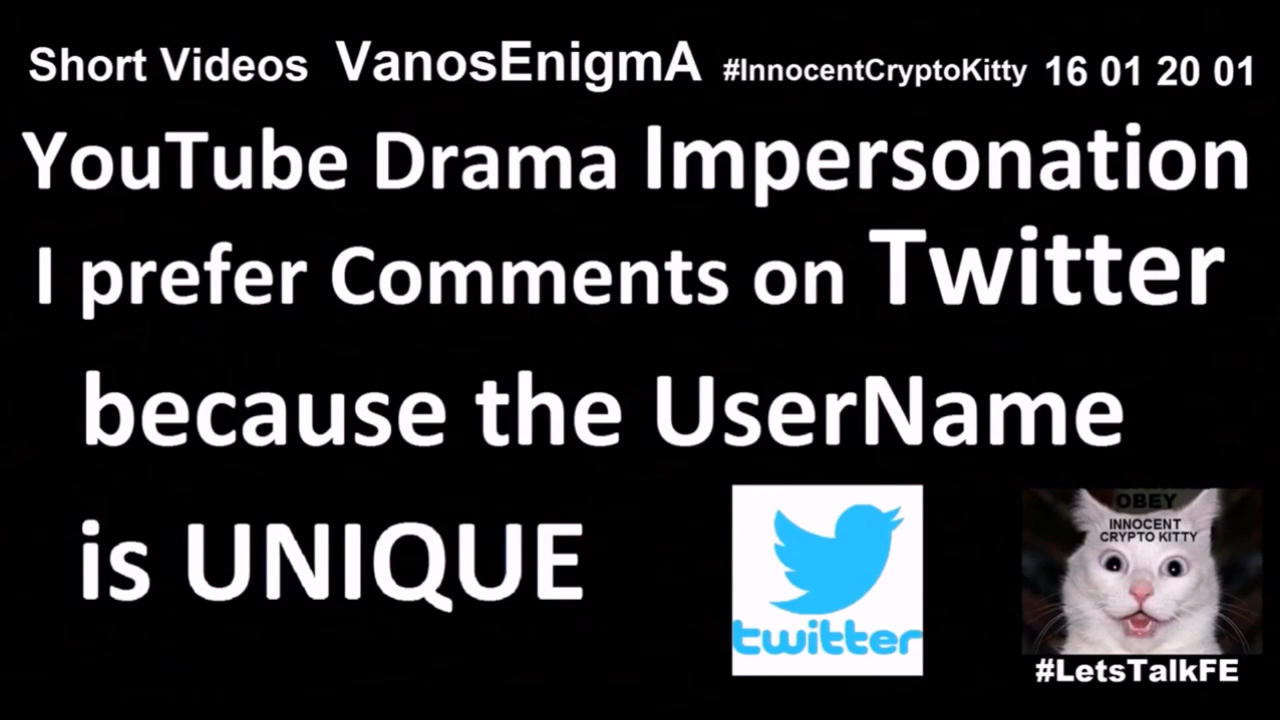 Short Videos VanosEnigmA #InnocentCryptoKitty 16 01 20 01
YouTube Drama Impersonation
I prefer Comments on Twitter
because the UserName
is UNIQUE
twitter
OBEY
INNOCENT
CRYPTO KITTY
#LetsTalkFE